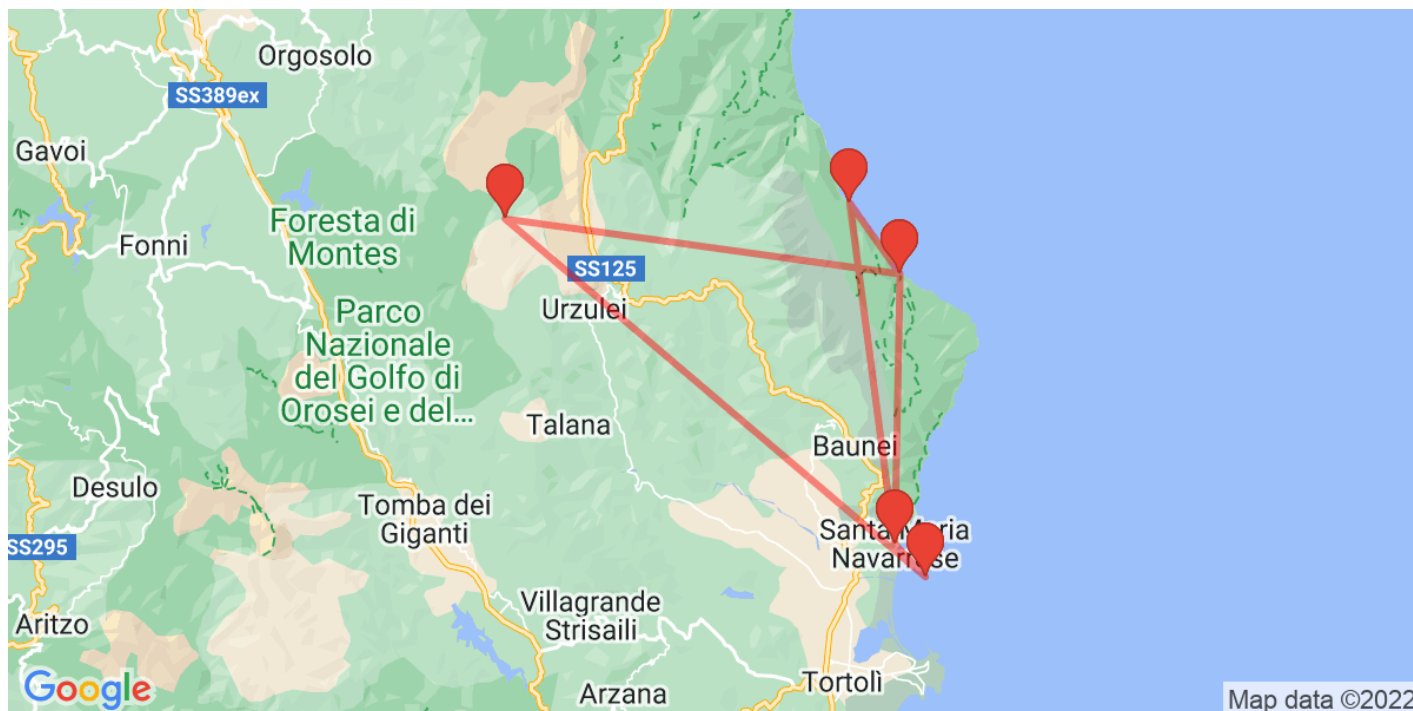 Orgosolo
SS389ex
Gavoi
Foresta di
Montes
Fonni
SS125
Urzulei
Parco
Nazionale
del Golfo di
Orosei e del...
Talana
Baunei
Desulo
Tomba dei
Giganti
Santa Maria
Navarrese
SS295
Villagrande
Strisaili
Aritzo
Tortolì
Arzana
Google
Map data ©2022